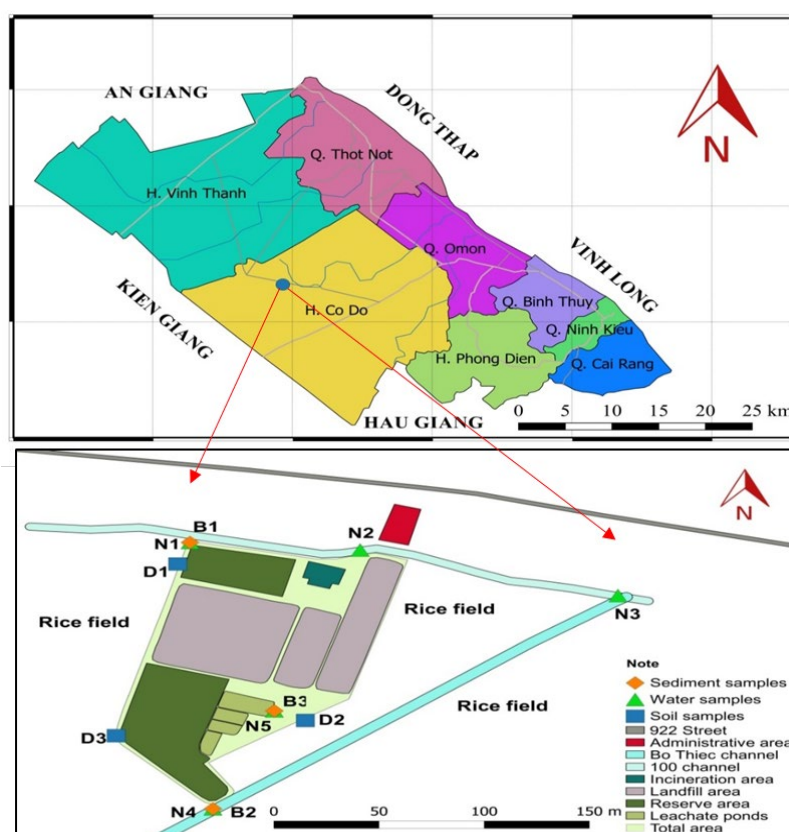 AN GIANG
DONG THAP
N
Q. Thot Not
H. Vinh Thanh
Q. Omon
VINH LONG
KIEN GIANG
Q. Binh Thuy
H. Co Do
Q. Ninh Kieu
H. Phong Dien
Q. Cai Rang
HAU GIANG
0 5 10 15 20 25 km
N
B1
N1
N2
D1
Rice field
Rice field
N3
Rice field
B3
N5
D2
D3
N4
B2
0 50 100 150 m
Note
Sediment samples
Water samples
Soil samples
922 Street
Administrative area
Bo Thiec channel
100 channel
Incineration area
Landfill area
Reserve area
Leachate ponds
Total area